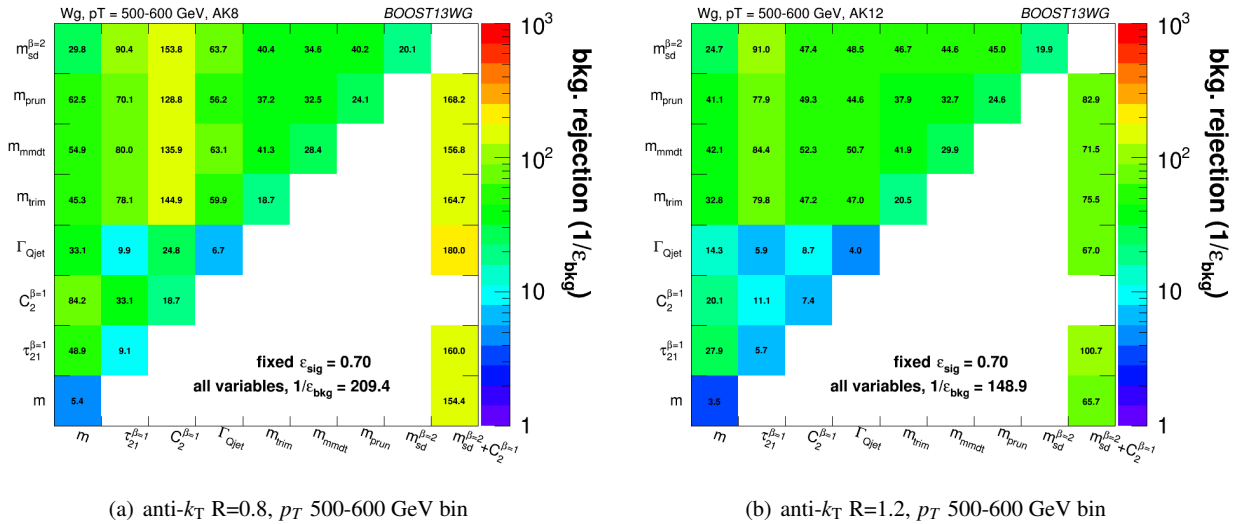 Wg, pT = 500-600 GeV, AK8 BOOST13WG
m_sd^β=2 29.8 90.4 153.8 63.7 40.4 34.6 40.2 20.1
m_prun 62.5 70.1 128.8 56.2 37.2 32.5 24.1 168.2
m_mmdt 54.9 80.0 135.9 63.1 41.3 28.4 156.8
m_trim 45.3 78.1 144.9 59.9 18.7 164.7
Γ_Qjet 33.1 9.9 24.8 6.7 180.0
C_2^β=1 84.2 33.1 18.7
τ_21^β=1 48.9 9.1 160.0
m 5.4 154.4
fixed ε_sig = 0.70
all variables, 1/ε_bkg = 209.4
m τ_21^β=1 C_2^β=1 Γ_Qjet m_trim m_mmdt m_prun m_sd^β=2 m_sd^β=2+C_2^β=1
10^3
10^2
10
1
bkg. rejection (1/ε_bkg)
(a) anti-k_T R=0.8, p_T 500-600 GeV bin
Wg, pT = 500-600 GeV, AK12 BOOST13WG
m_sd^β=2 24.7 91.0 47.4 48.5 46.7 44.6 45.0 19.9
m_prun 41.1 77.9 49.3 44.6 37.9 32.7 24.6 82.9
m_mmdt 42.1 84.4 52.3 50.7 41.9 29.9 71.5
m_trim 32.8 79.8 47.2 47.0 20.5 75.5
Γ_Qjet 14.3 5.9 8.7 4.0 67.0
C_2^β=1 20.1 11.1 7.4
τ_21^β=1 27.9 5.7 100.7
m 3.5 65.7
fixed ε_sig = 0.70
all variables, 1/ε_bkg = 148.9
m τ_21^β=1 C_2^β=1 Γ_Qjet m_trim m_mmdt m_prun m_sd^β=2 m_sd^β=2+C_2^β=1
10^3
10^2
10
1
bkg. rejection (1/ε_bkg)
(b) anti-k_T R=1.2, p_T 500-600 GeV bin